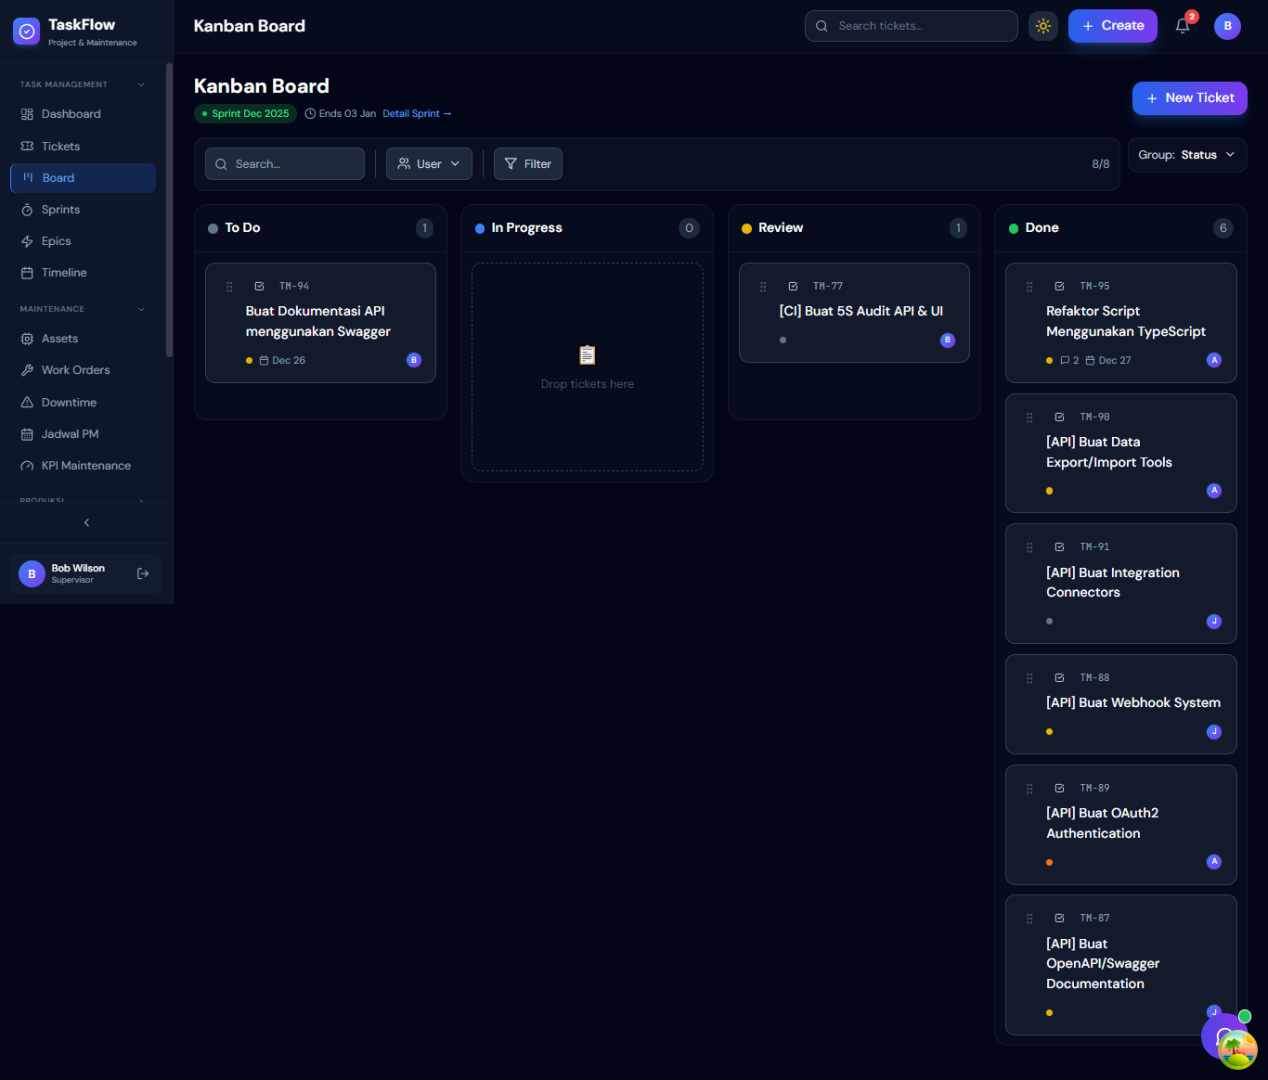 TaskFlow
Project & Maintenance
TASK MANAGEMENT
Dashboard
Tickets
Board
Sprints
Epics
Timeline
MAINTENANCE
Assets
Work Orders
Downtime
Jadwal PM
KPI Maintenance
PRODUKSI
B
Bob Wilson
Supervisor
Kanban Board
Search tickets...
+ Create
2
B
Kanban Board
Sprint Dec 2025
Ends 03 Jan
Detail Sprint →
+ New Ticket
Search...
User
Filter
8/8
Group: Status
To Do
1
TM-94
Buat Dokumentasi API
menggunakan Swagger
Dec 26
B
In Progress
0
Drop tickets here
Review
1
TM-77
[CI] Buat 5S Audit API & UI
B
Done
6
TM-95
Refaktor Script
Menggunakan TypeScript
2
Dec 27
A
TM-90
[API] Buat Data
Export/Import Tools
A
TM-91
[API] Buat Integration
Connectors
J
TM-88
[API] Buat Webhook System
J
TM-89
[API] Buat OAuth2
Authentication
A
TM-87
[API] Buat
OpenAPI/Swagger
Documentation
J